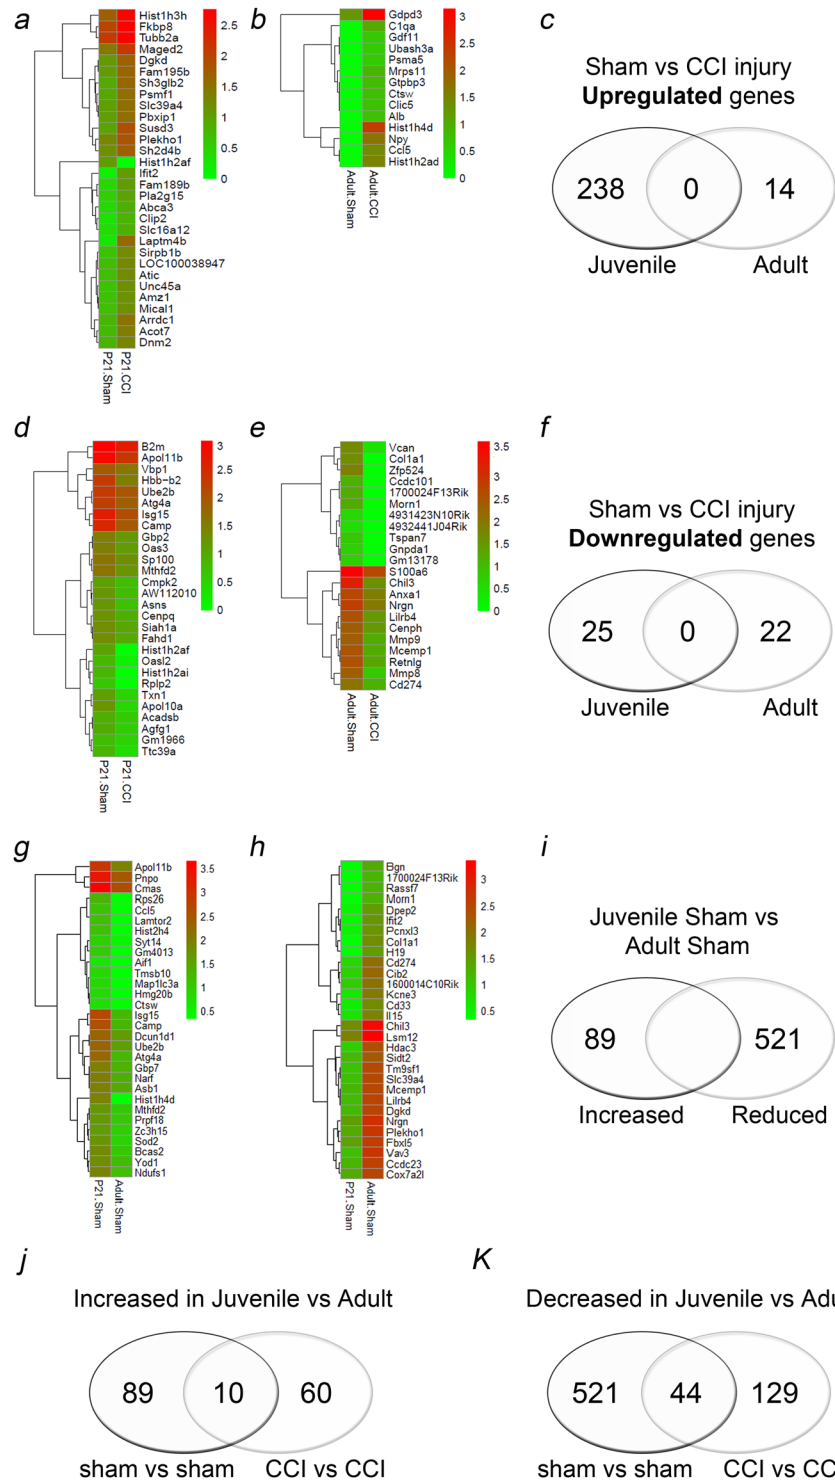 a
Hist1h3h
Fkbp8
Tubb2a
Maged2
Dgkd
Fam195b
Sh3glb2
Psmf1
Slc39a4
Pbxip1
Susd3
Plekho1
Sh2d4b
Hist1h2af
Ifit2
Fam189b
Pla2g15
Abca3
Clip2
Slc16a12
Laptm4b
Sirpb1b
LOC100038947
Atic
Unc45a
Amz1
Mical1
Arrdc1
Acot7
Dnm2
2.5
2
1.5
1
0.5
0
P21.Sham
P21.CCI
b
Gdpd3
C1qa
Gdf11
Ubash3a
Psma5
Mrps11
Gtpbp3
Ctsw
Clic5
Alb
Hist1h4d
Npy
Ccl5
Hist1h2ad
3
2.5
2
1.5
1
0.5
0
Adult.Sham
Adult.CCI
c
Sham vs CCI injury
Upregulated genes
238 0 14
Juvenile Adult
d
B2m
Apol11b
Vbp1
Hbb-b2
Ube2b
Atg4a
Isg15
Camp
Gbp2
Oas3
Sp100
Mthfd2
Cmpk2
AW112010
Asns
Cenpq
Siah1a
Fahd1
Hist1h2af
Oasl2
Hist1h2ai
Rplp2
Txn1
Apol10a
Acadsb
Agfg1
Gm1966
Ttc39a
3
2.5
2
1.5
1
0.5
0
P21.Sham
P21.CCI
e
Vcan
Col1a1
Zfp524
Ccdc101
1700024F13Rik
Morn1
4931423N10Rik
4932441J04Rik
Tspan7
Gnpda1
Gm13178
S100a6
Chil3
Anxa1
Nrgn
Lilrb4
Cenph
Mmp9
Mcemp1
Retnlg
Mmp8
Cd274
3.5
3
2.5
2
1.5
1
0.5
0
Adult.Sham
Adult.CCI
f
Sham vs CCI injury
Downregulated genes
25 0 22
Juvenile Adult
g
Apol11b
Pnpo
Cmas
Rps26
Ccl5
Lamtor2
Hist2h4
Syt14
Gm4013
Aif1
Tmsb10
Map1lc3a
Hmg20b
Ctsw
Isg15
Camp
Dcun1d1
Ube2b
Atg4a
Gbp7
Narf
Asb1
Hist1h4d
Mthfd2
Prpf18
Zc3h15
Sod2
Bcas2
Yod1
Ndufs1
3.5
3
2.5
2
1.5
1
0.5
P21.Sham
Adult.Sham
h
Bgn
1700024F13Rik
Rassf7
Morn1
Dpep2
Ifit2
Pcnxl3
Col1a1
H19
Cd274
Cib2
1600014C10Rik
Kcne3
Cd33
Il15
Chil3
Lsm12
Hdac3
Sidt2
Tm9sf1
Slc39a4
Mcemp1
Lilrb4
Dgkd
Nrgn
Plekho1
Fbxl5
Vav3
Ccdc23
Cox7a2l
3
2.5
2
1.5
1
0.5
P21.Sham
Adult.Sham
i
Juvenile Sham vs
Adult Sham
89 521
Increased Reduced
j
Increased in Juvenile vs Adult
89 10 60
sham vs sham CCI vs CCI
K
Decreased in Juvenile vs Adu
521 44 129
sham vs sham CCI vs CC